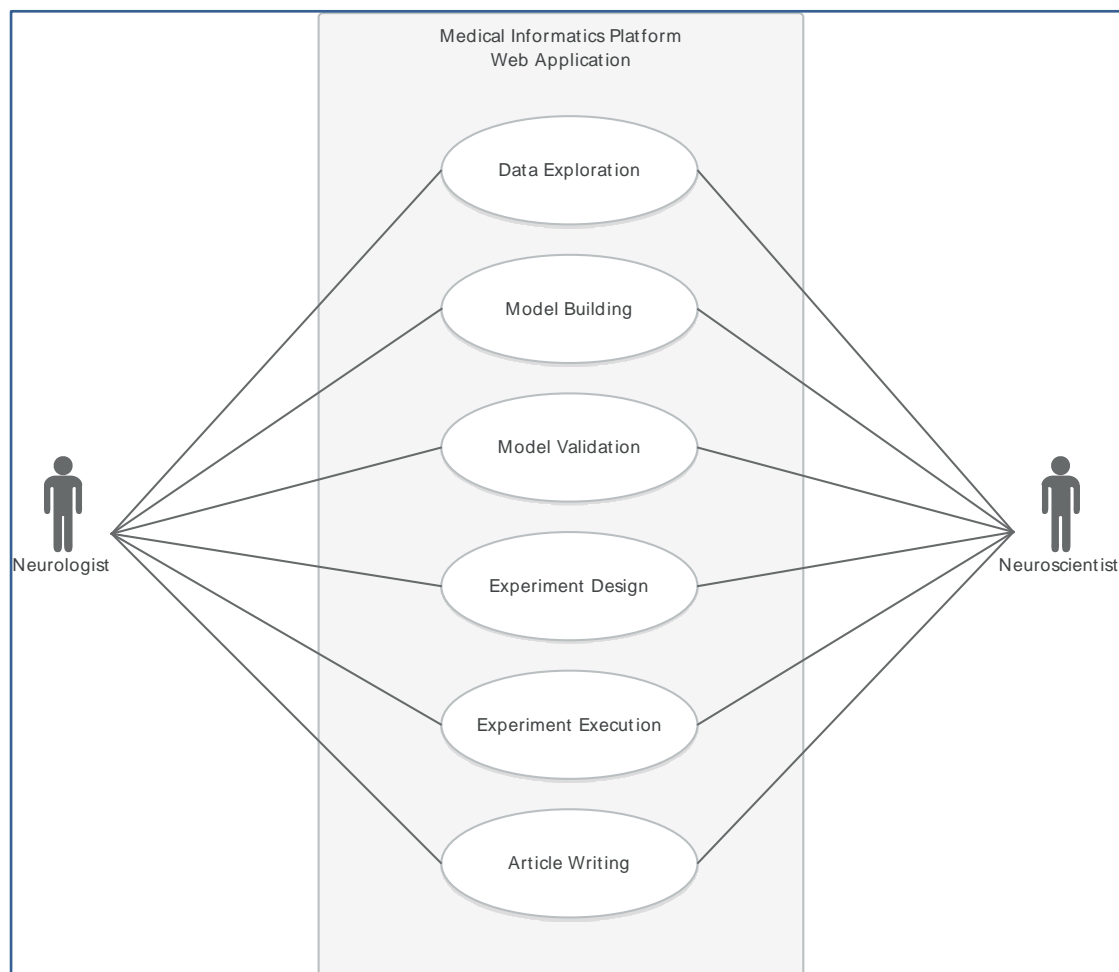 Medical Informatics Platform
Web Application
Data Exploration
Model Building
Model Validation
Neurologist
Neuroscientist
Experiment Design
Experiment Execution
Article Writing